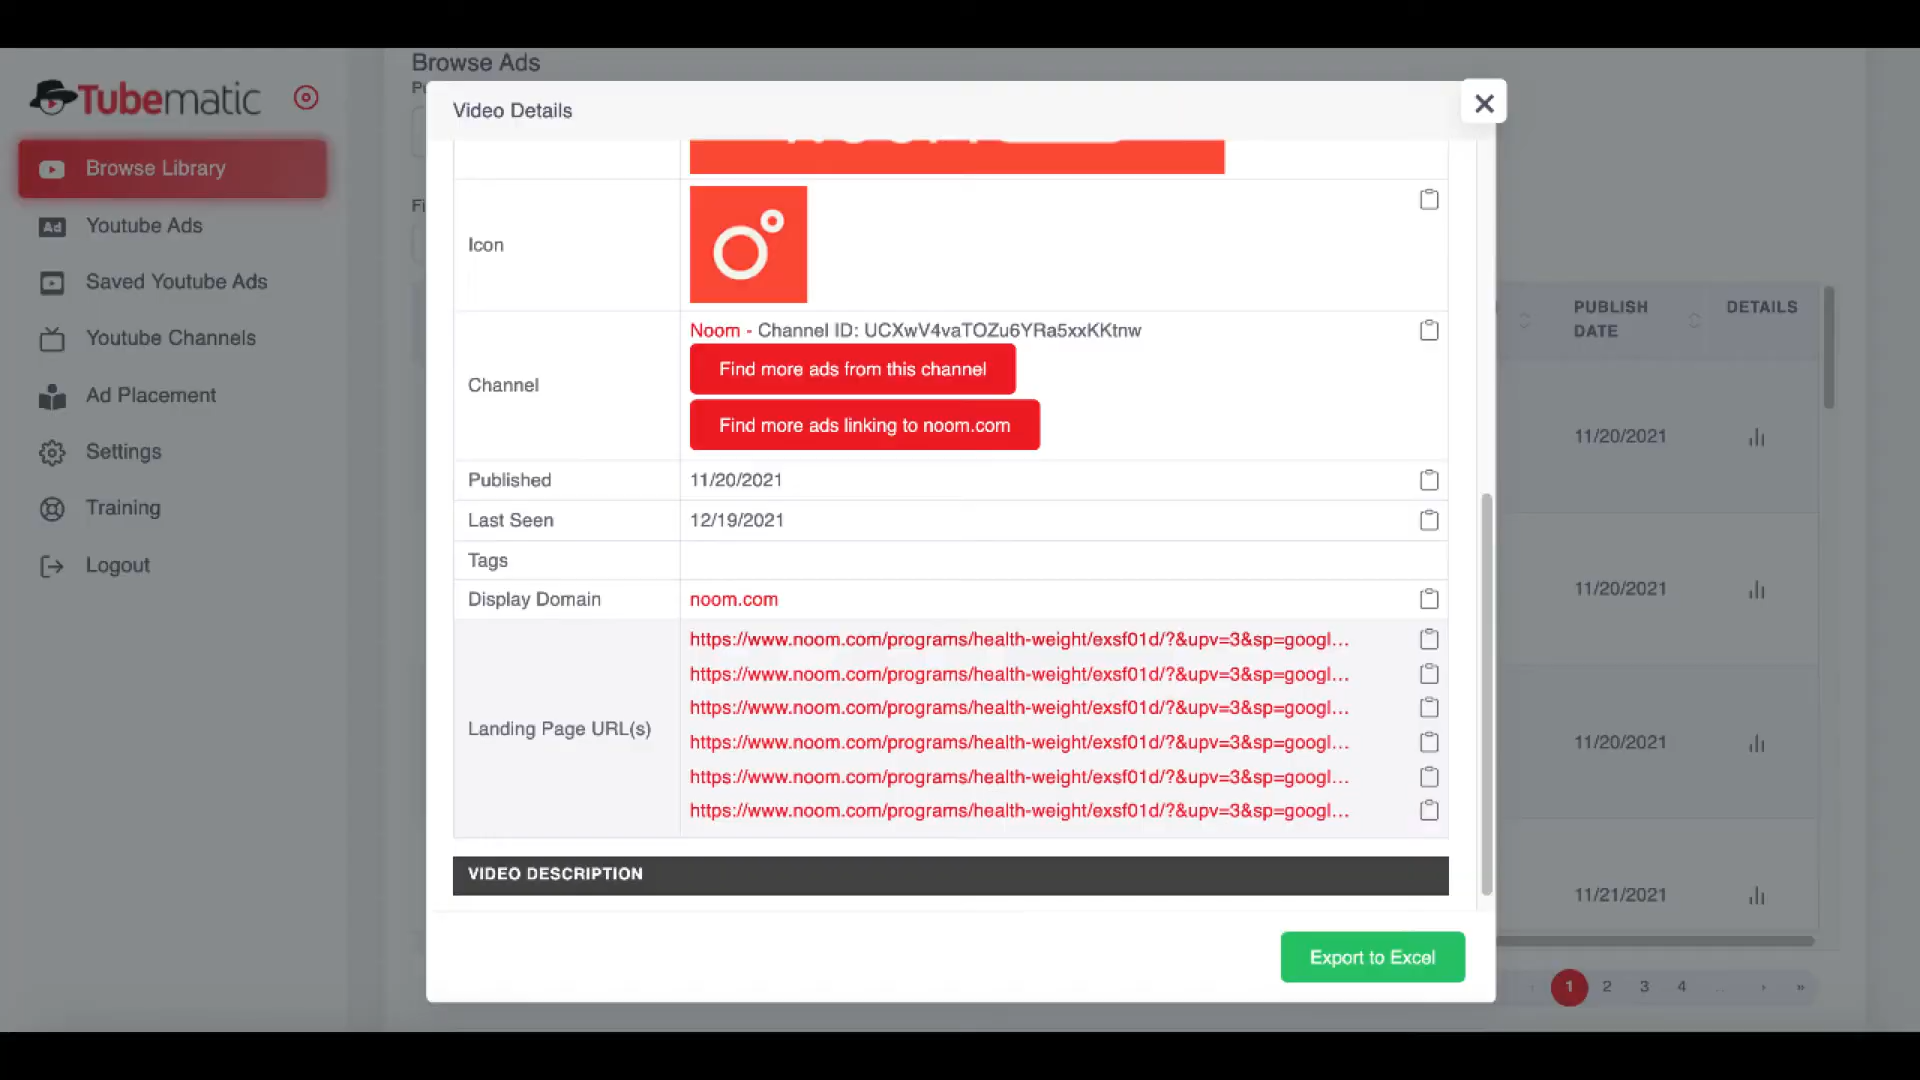 Browse Ads
Tubematic
Browse Library
Ad Youtube Ads
Saved Youtube Ads
Youtube Channels
Ad Placement
Settings
Training
Logout
Video Details
Icon
Channel
Noom - Channel ID: UCXwV4vaTOZu6YRa5xxKKtnw
Find more ads from this channel
Find more ads linking to noom.com
Published 11/20/2021
Last Seen 12/19/2021
Tags
Display Domain noom.com
Landing Page URL(s)
https://www.noom.com/programs/health-weight/exsf01d/?&upv=3&sp=googl...
https://www.noom.com/programs/health-weight/exsf01d/?&upv=3&sp=googl...
https://www.noom.com/programs/health-weight/exsf01d/?&upv=3&sp=googl...
https://www.noom.com/programs/health-weight/exsf01d/?&upv=3&sp=googl...
https://www.noom.com/programs/health-weight/exsf01d/?&upv=3&sp=googl...
https://www.noom.com/programs/health-weight/exsf01d/?&upv=3&sp=googl...
VIDEO DESCRIPTION
Export to Excel
PUBLISH
DATE
DETAILS
11/20/2021
11/20/2021
11/20/2021
11/21/2021
‹ 1 2 3 4 ... › »